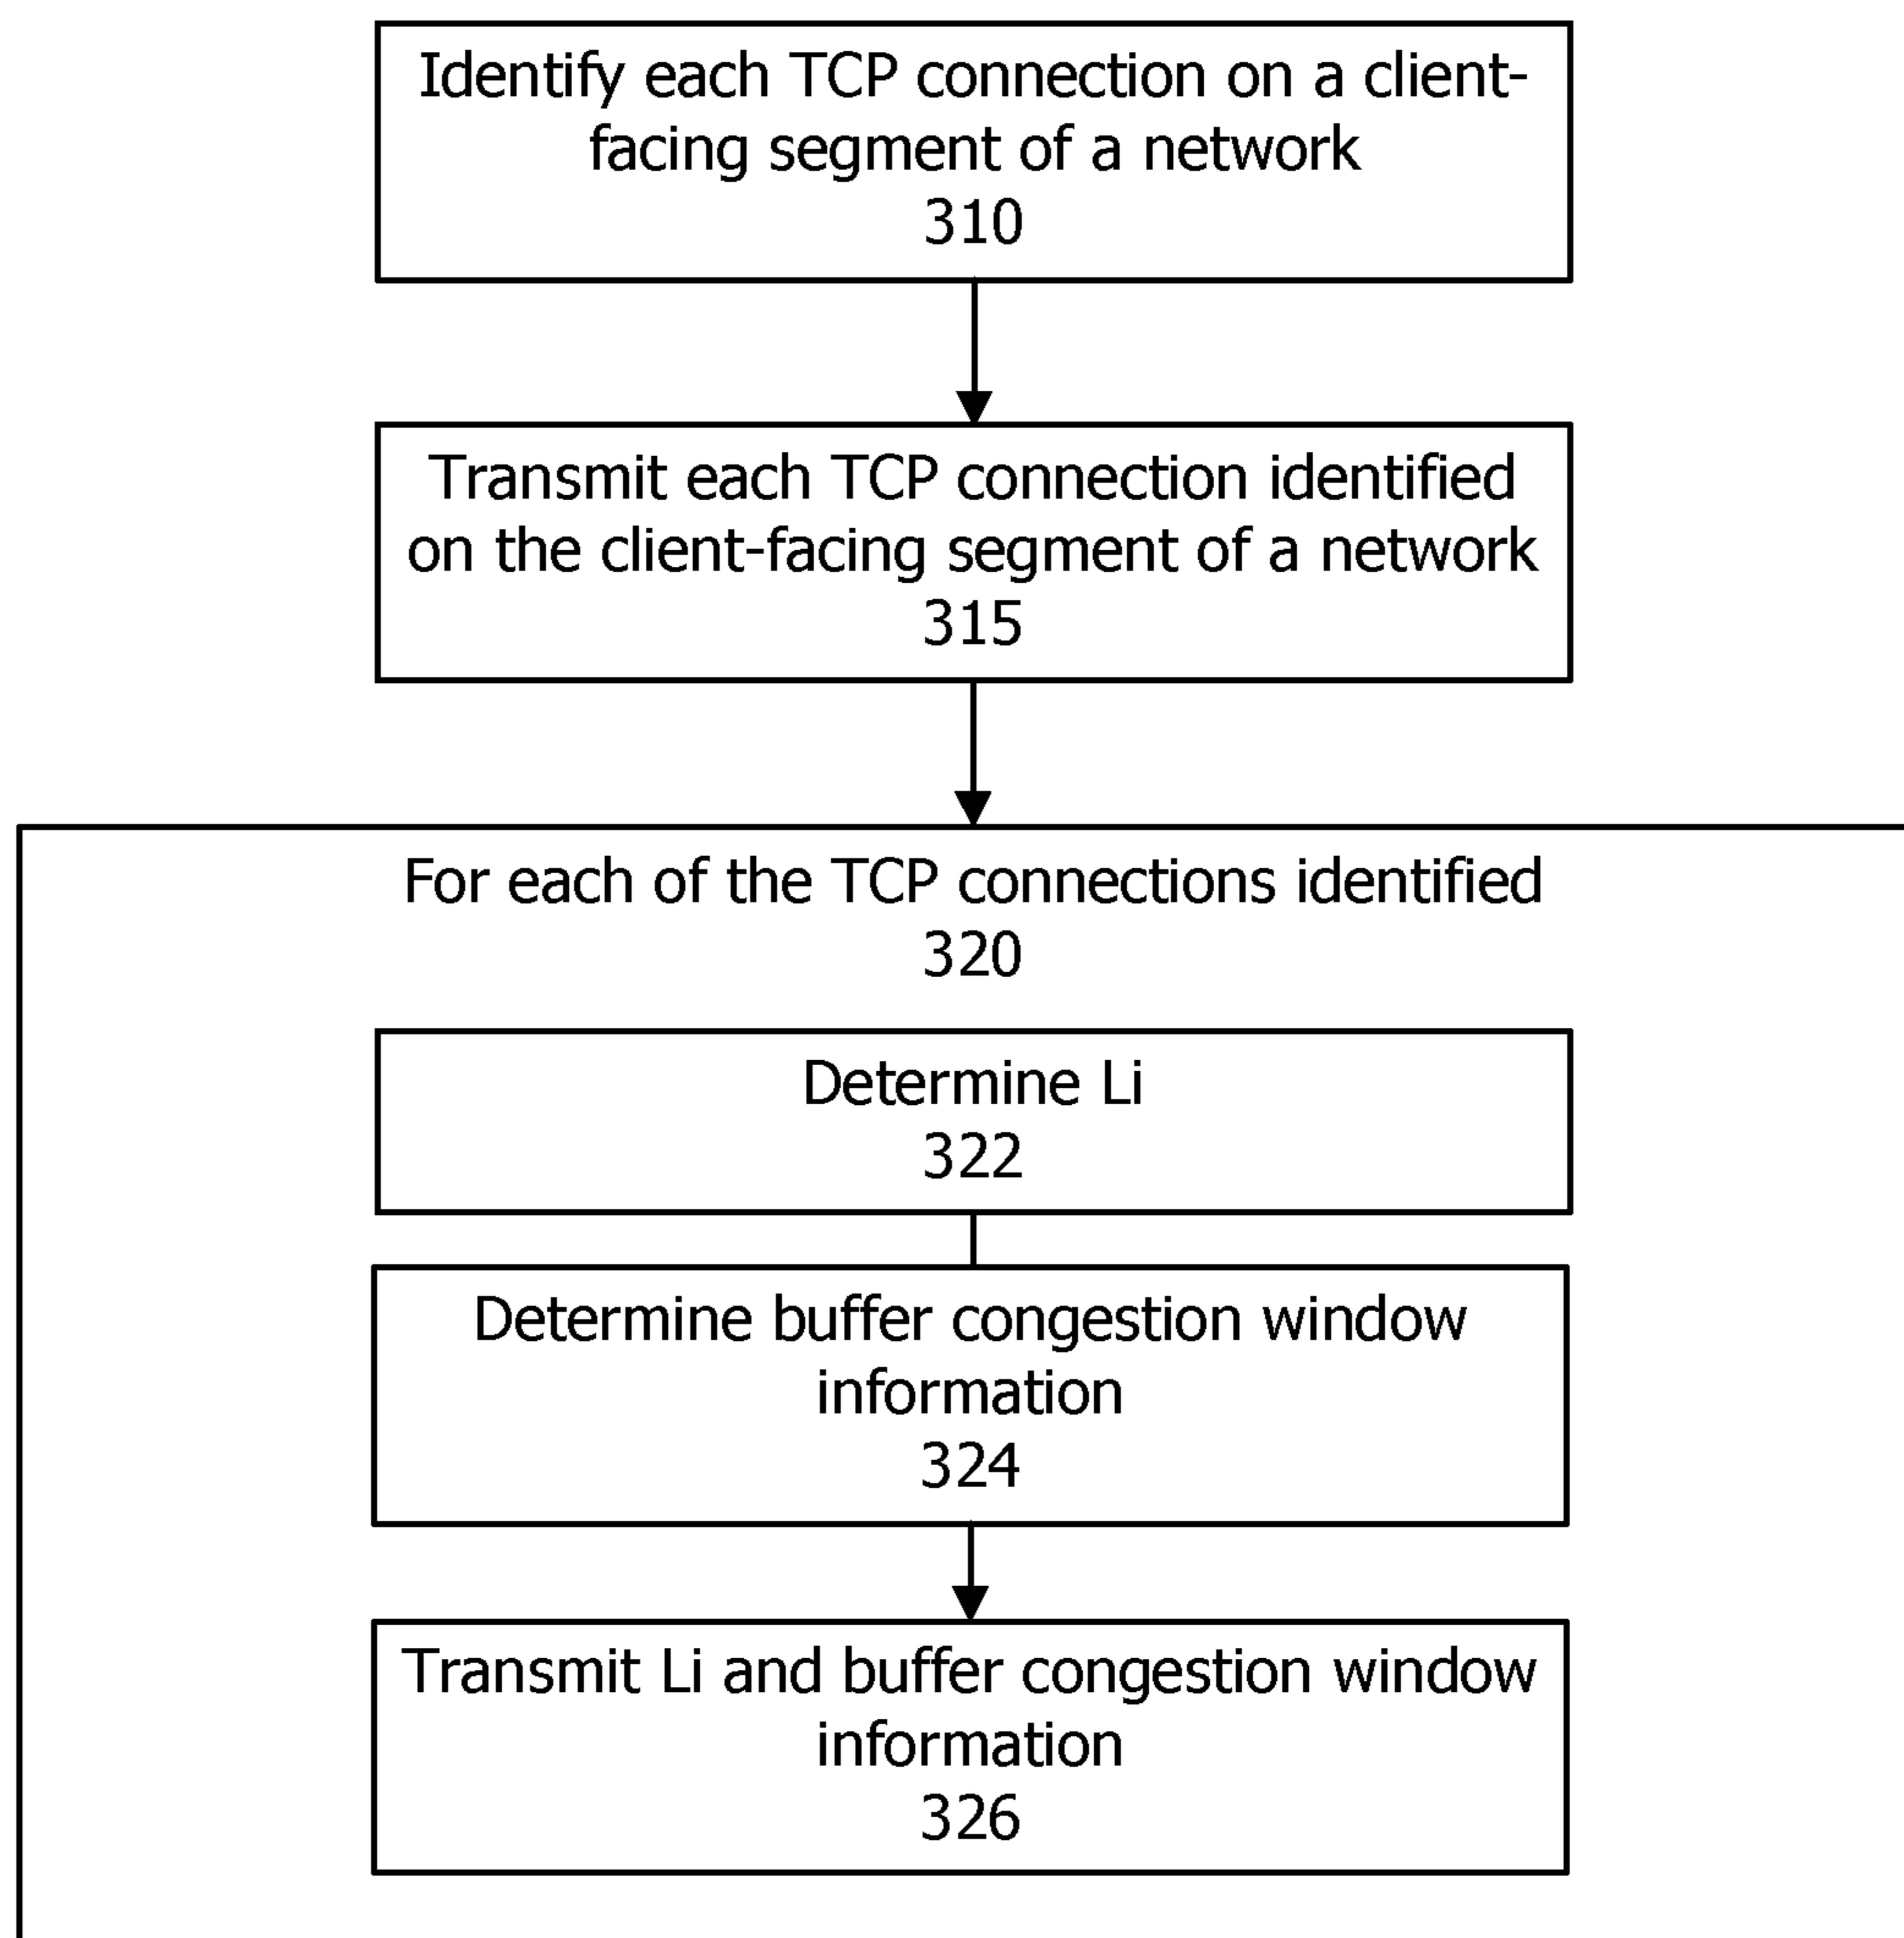 Identify each TCP connection on a client-
facing segment of a network
310
Transmit each TCP connection identified
on the client-facing segment of a network
315
For each of the TCP connections identified
320
Determine Li
322
Determine buffer congestion window
information
324
Transmit Li and buffer congestion window
information
326